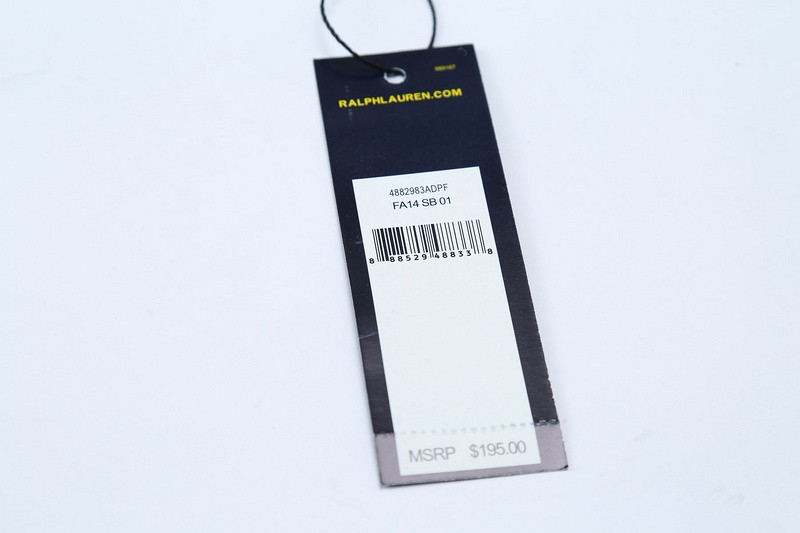 RALPHLAUREN.COM
4882983ADPF
FA14 SB 01
8 88529 48833 8
MSRP $195.00